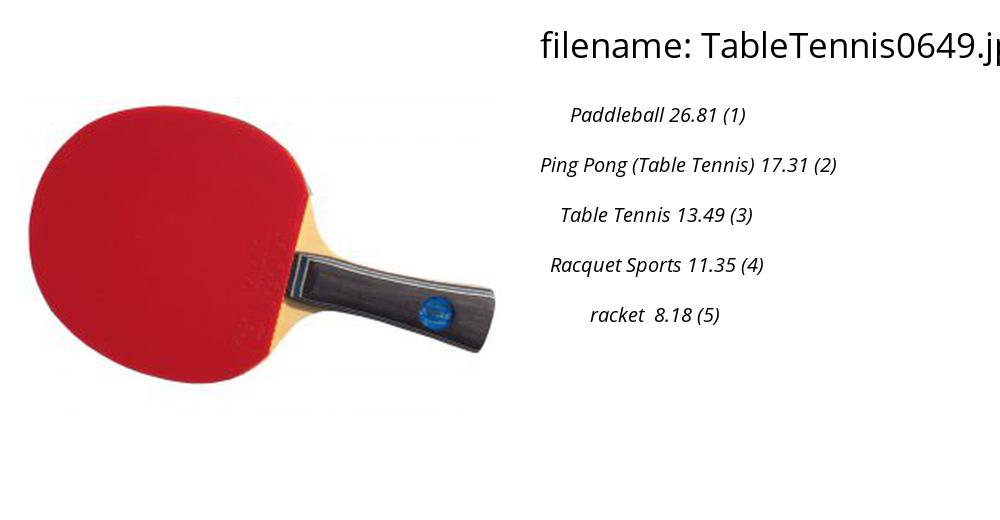 filename: TableTennis0649.jp
Paddleball 26.81 (1)
Ping Pong (Table Tennis) 17.31 (2)
Table Tennis 13.49 (3)
Racquet Sports 11.35 (4)
racket  8.18 (5)